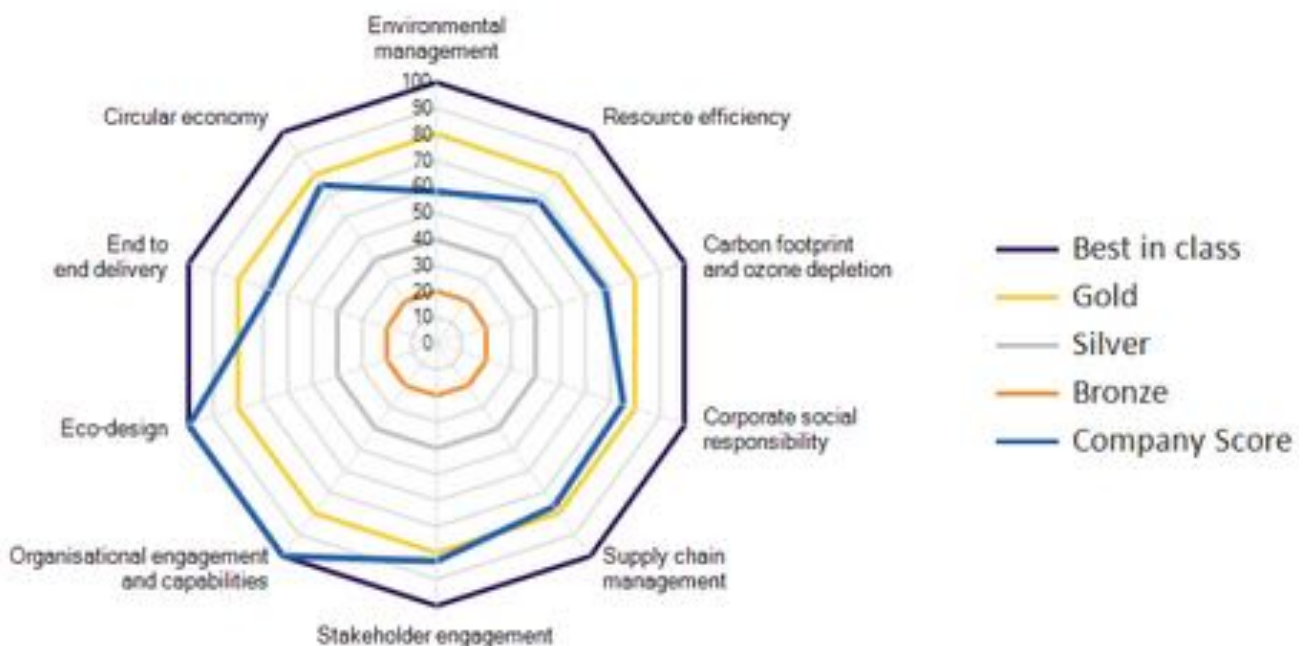 Environmental
management
Circular economy
Resource efficiency
100
90
80
70
60
50
40
30
20
10
0
End to
end delivery
Carbon footprint
and ozone depletion
Eco-design
Corporate social
responsibility
Organisational engagement
and capabilities
Supply chain
management
Stakeholder engagement
Best in class
Gold
Silver
Bronze
Company Score